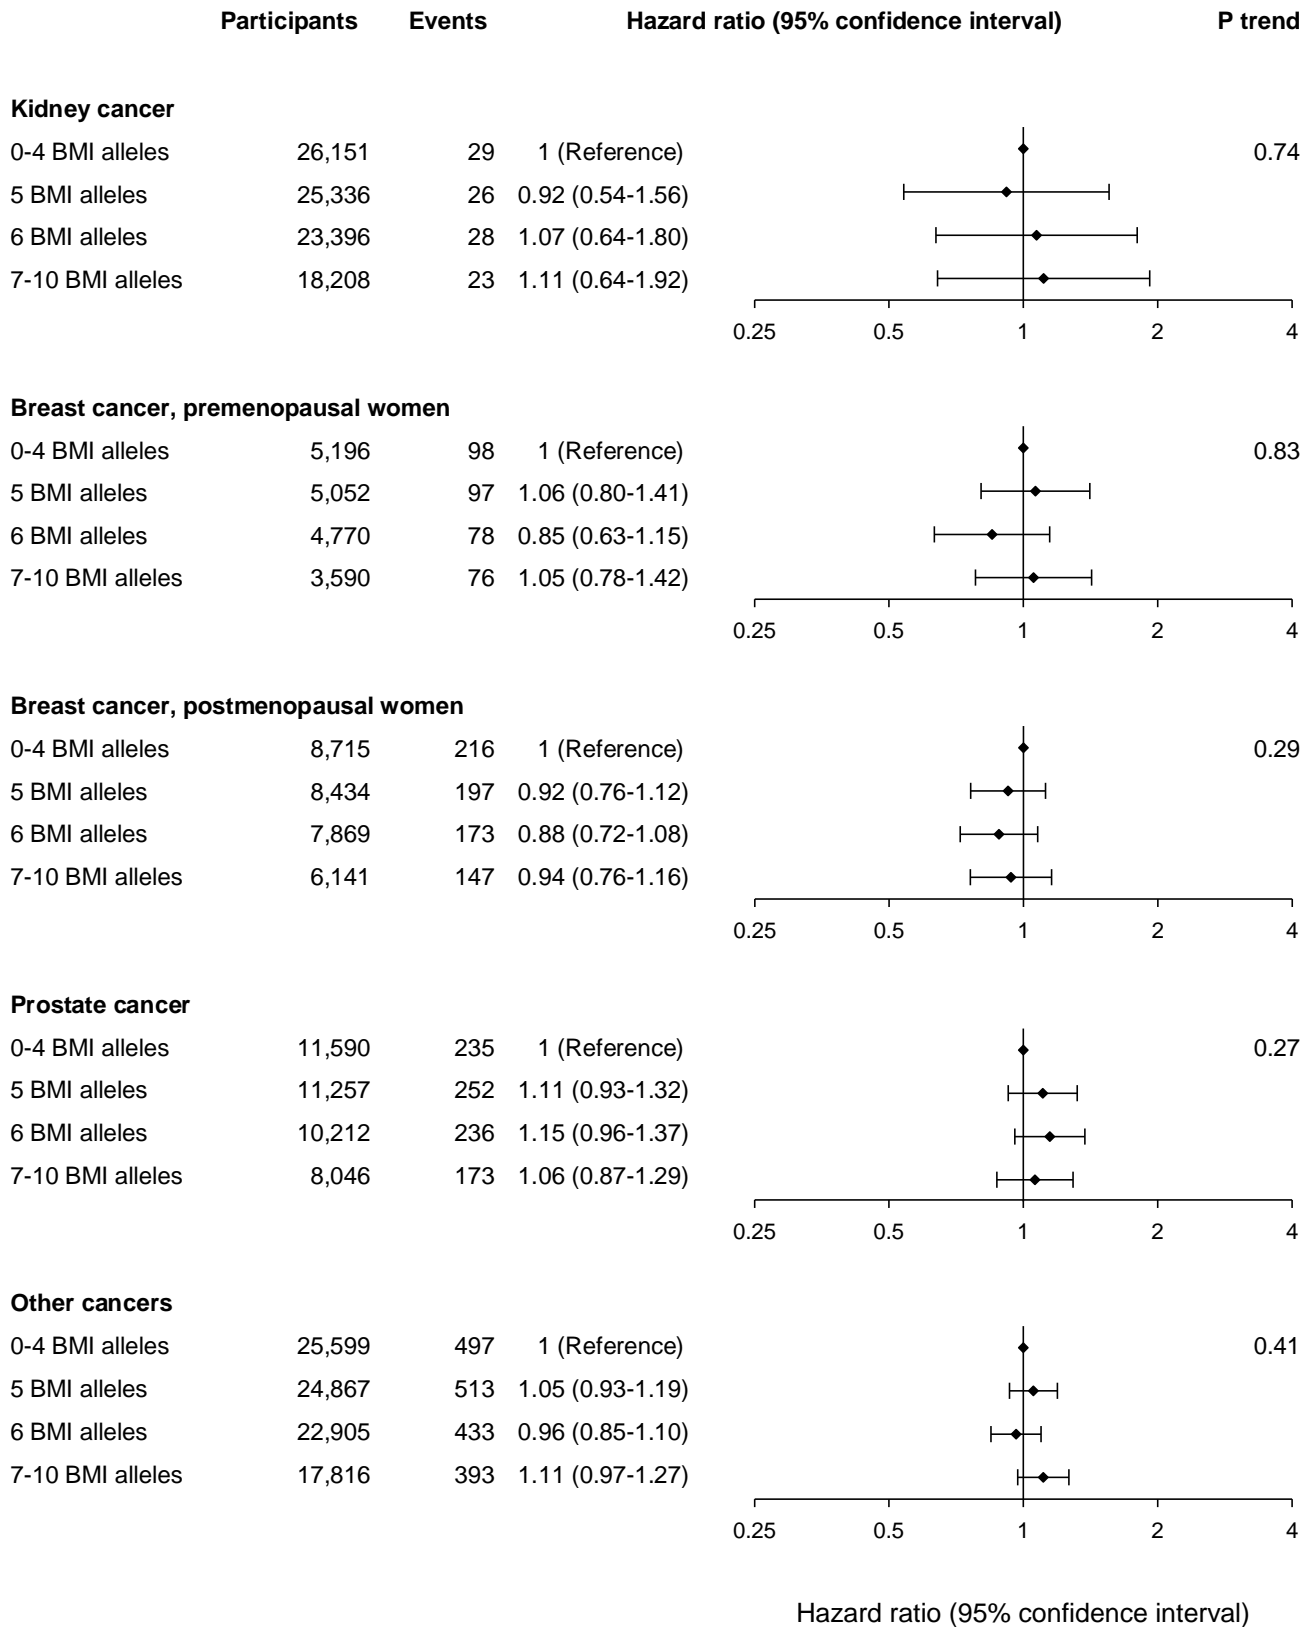 Participants Events Hazard ratio (95% confidence interval) P trend
Kidney cancer
0-4 BMI alleles 26,151 29 1 (Reference) 0.74
5 BMI alleles 25,336 26 0.92 (0.54-1.56)
6 BMI alleles 23,396 28 1.07 (0.64-1.80)
7-10 BMI alleles 18,208 23 1.11 (0.64-1.92)
0.25 0.5 1 2 4
Breast cancer, premenopausal women
0-4 BMI alleles 5,196 98 1 (Reference) 0.83
5 BMI alleles 5,052 97 1.06 (0.80-1.41)
6 BMI alleles 4,770 78 0.85 (0.63-1.15)
7-10 BMI alleles 3,590 76 1.05 (0.78-1.42)
0.25 0.5 1 2 4
Breast cancer, postmenopausal women
0-4 BMI alleles 8,715 216 1 (Reference) 0.29
5 BMI alleles 8,434 197 0.92 (0.76-1.12)
6 BMI alleles 7,869 173 0.88 (0.72-1.08)
7-10 BMI alleles 6,141 147 0.94 (0.76-1.16)
0.25 0.5 1 2 4
Prostate cancer
0-4 BMI alleles 11,590 235 1 (Reference) 0.27
5 BMI alleles 11,257 252 1.11 (0.93-1.32)
6 BMI alleles 10,212 236 1.15 (0.96-1.37)
7-10 BMI alleles 8,046 173 1.06 (0.87-1.29)
0.25 0.5 1 2 4
Other cancers
0-4 BMI alleles 25,599 497 1 (Reference) 0.41
5 BMI alleles 24,867 513 1.05 (0.93-1.19)
6 BMI alleles 22,905 433 0.96 (0.85-1.10)
7-10 BMI alleles 17,816 393 1.11 (0.97-1.27)
0.25 0.5 1 2 4
Hazard ratio (95% confidence interval)